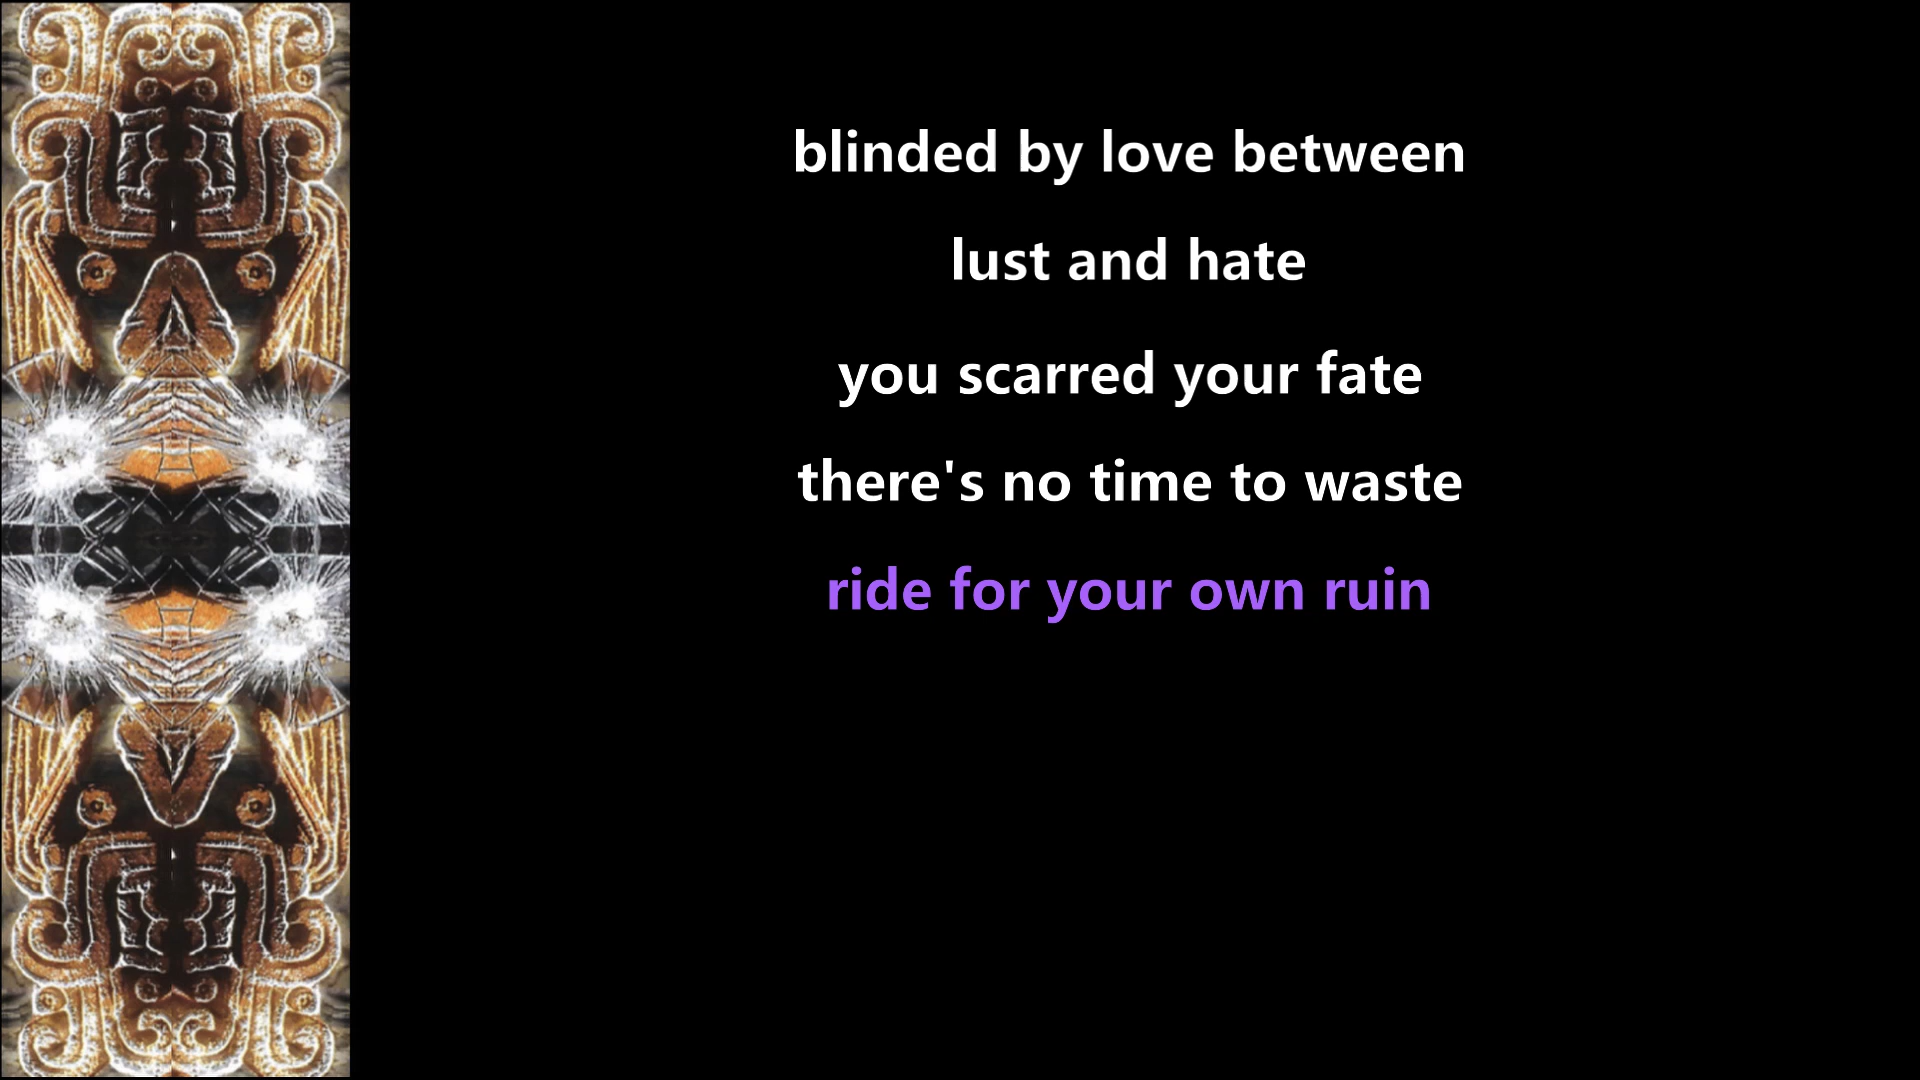 blinded by love between
lust and hate
you scarred your fate
there's no time to waste
ride for your own ruin